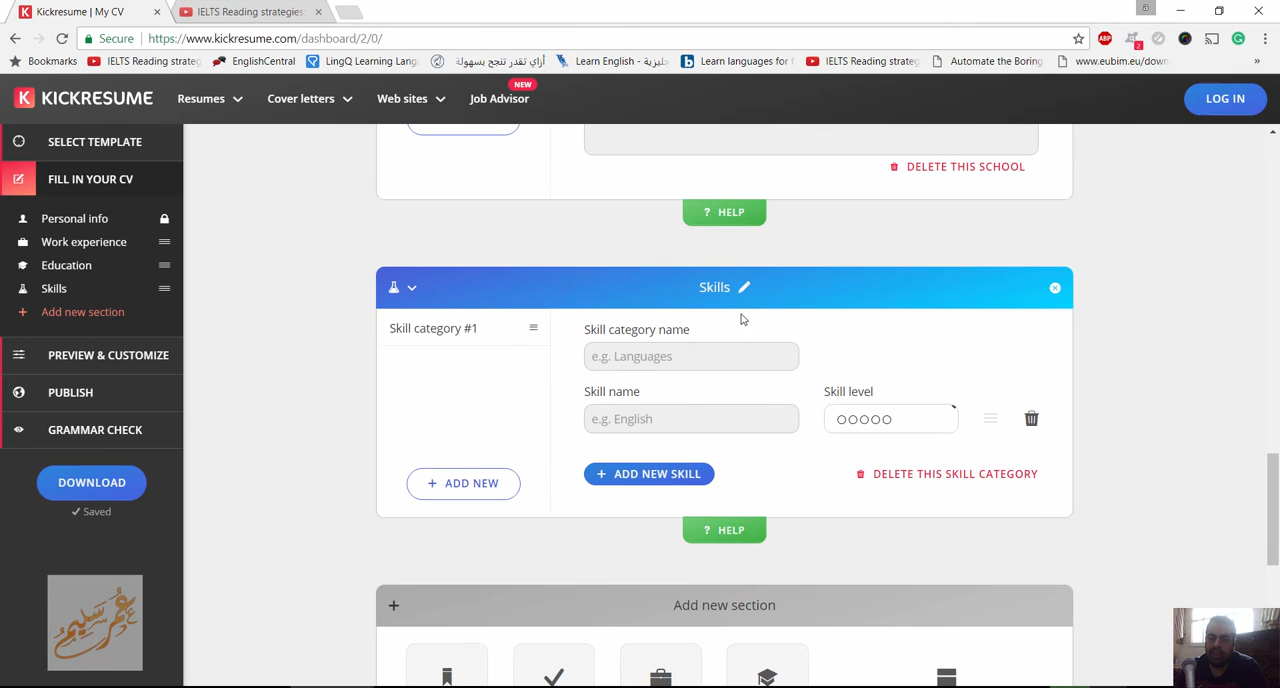 Kickresume | My CV
IELTS Reading strategies:
Secure
https://www.kickresume.com/dashboard/2/0/
Bookmarks
IELTS Reading strateg
EnglishCentral
LingQ Learning Lang
أزاي تقدر تنجح بسهولة
Learn English - جليزية
Learn languages for f
IELTS Reading strateg
Automate the Boring
www.eubim.eu/down
»
KICKRESUME
Resumes
Cover letters
Web sites
NEW
Job Advisor
LOG IN
SELECT TEMPLATE
FILL IN YOUR CV
Personal info
Work experience
Education
Skills
+ Add new section
PREVIEW & CUSTOMIZE
PUBLISH
GRAMMAR CHECK
DOWNLOAD
Saved
عمر سليم
DELETE THIS SCHOOL
? HELP
Skills
Skill category #1
Skill category name
e.g. Languages
Skill name
Skill level
e.g. English
+ ADD NEW
+ ADD NEW SKILL
DELETE THIS SKILL CATEGORY
? HELP
+ Add new section